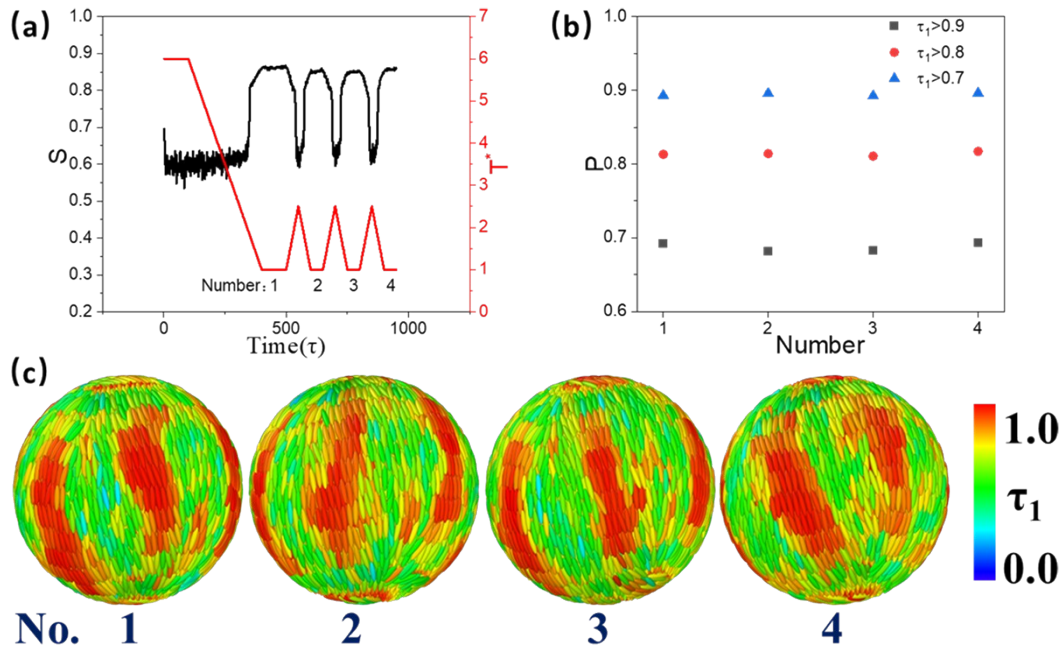 (a)
1.0
0.9
0.8
0.7
0.6
0.5
0.4
0.3
0.2
S
0
500
1000
Time(τ)
7
6
5
4
3
2
1
0
T*
Number: 1 2 3 4
(b)
1.0
0.9
0.8
0.7
0.6
P
1 2 3 4
Number
τ₁>0.9
τ₁>0.8
τ₁>0.7
(c)
1.0
τ₁
0.0
No. 1 2 3 4